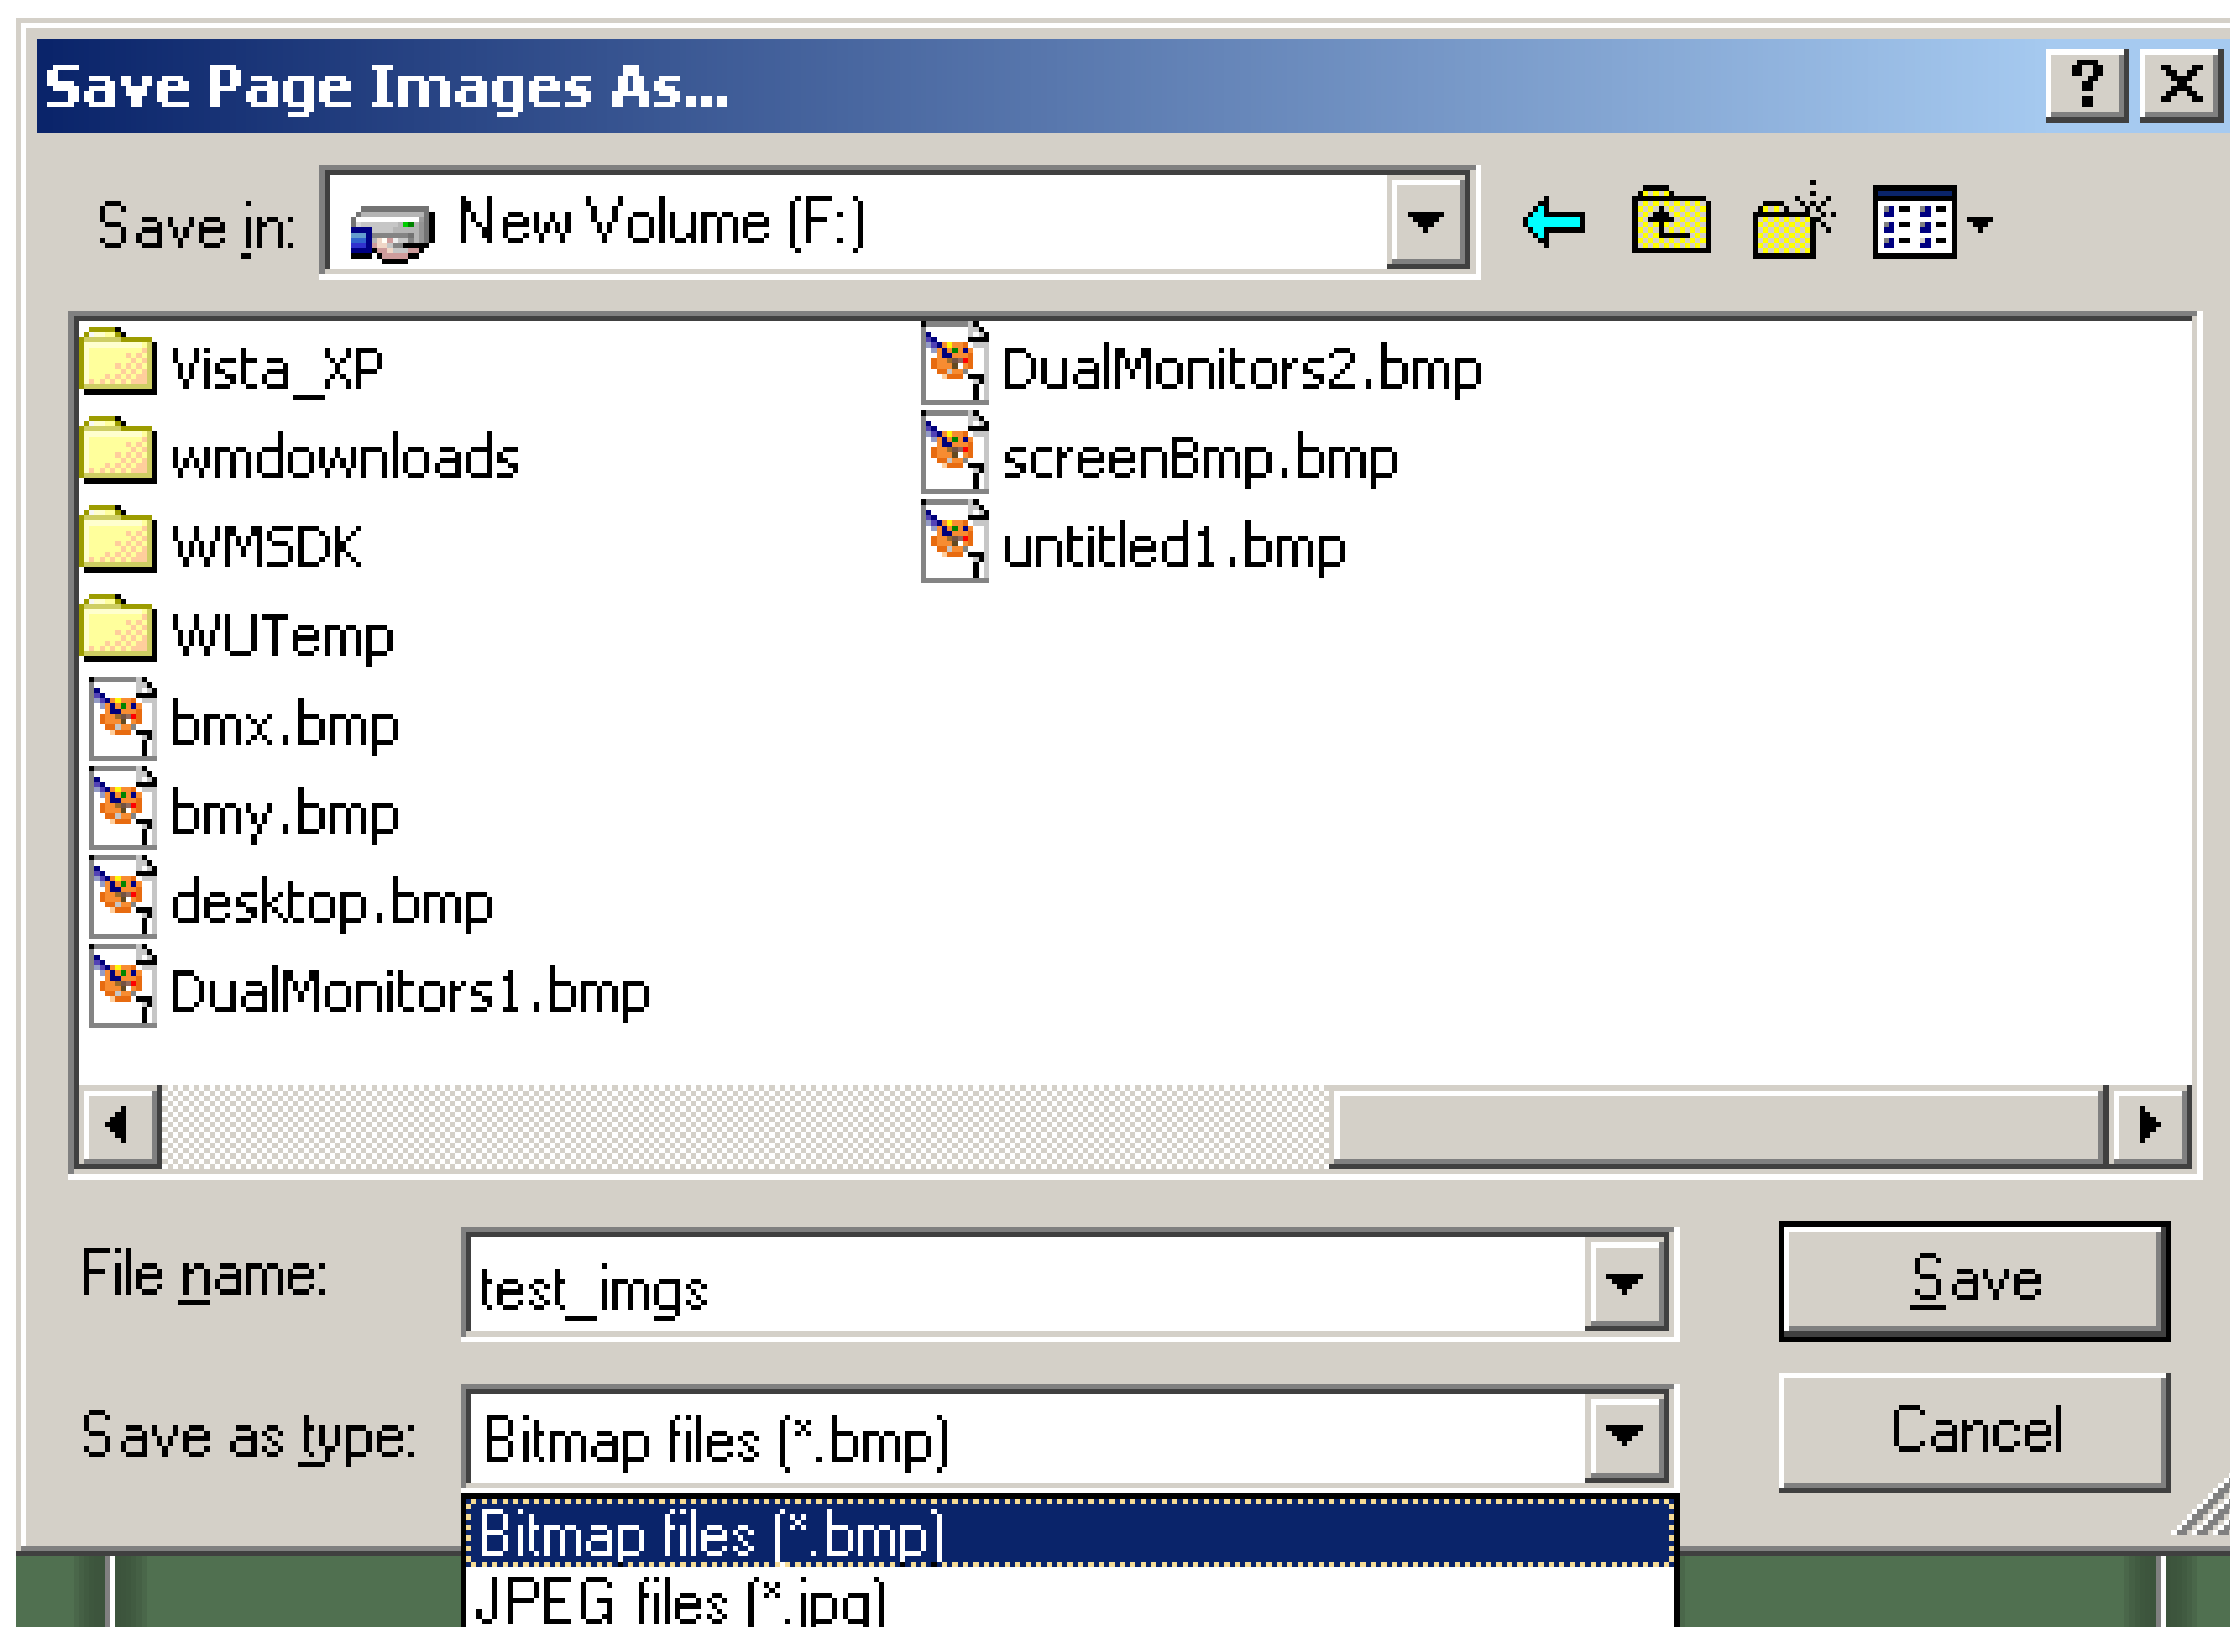 Save Page Images As...
Save in: New Volume (F:)
Vista_XP
wmdownloads
WMSDK
WUTemp
bmx.bmp
bmy.bmp
desktop.bmp
DualMonitors1.bmp
DualMonitors2.bmp
screenBmp.bmp
untitled1.bmp
File name: test_imgs
Save
Save as type: Bitmap files (*.bmp)
Cancel
Bitmap files (*.bmp)
JPEG files (*.jpg)